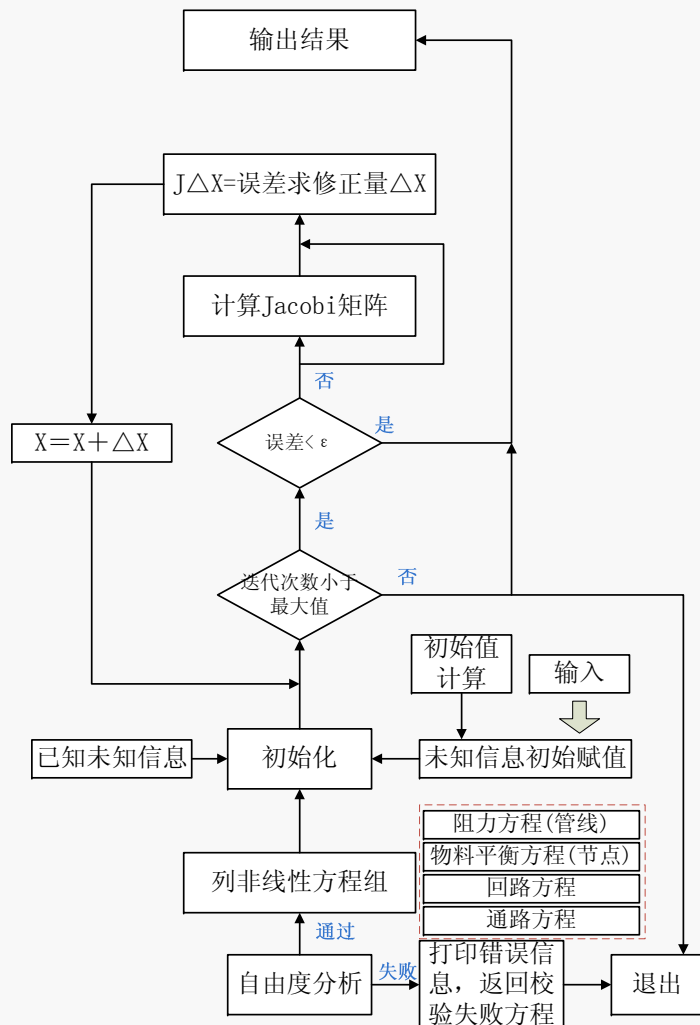 输出结果
J△X=误差求修正量△X
计算Jacobi矩阵
否
是
X＝X＋△X
误差< ε
是
迭代次数小于
最大值
否
初始值
计算
输入
已知未知信息
初始化
未知信息初始赋值
阻力方程(管线)
物料平衡方程(节点)
回路方程
通路方程
列非线性方程组
通过
自由度分析
失败
打印错误信
息，返回校
验失败方程
退出